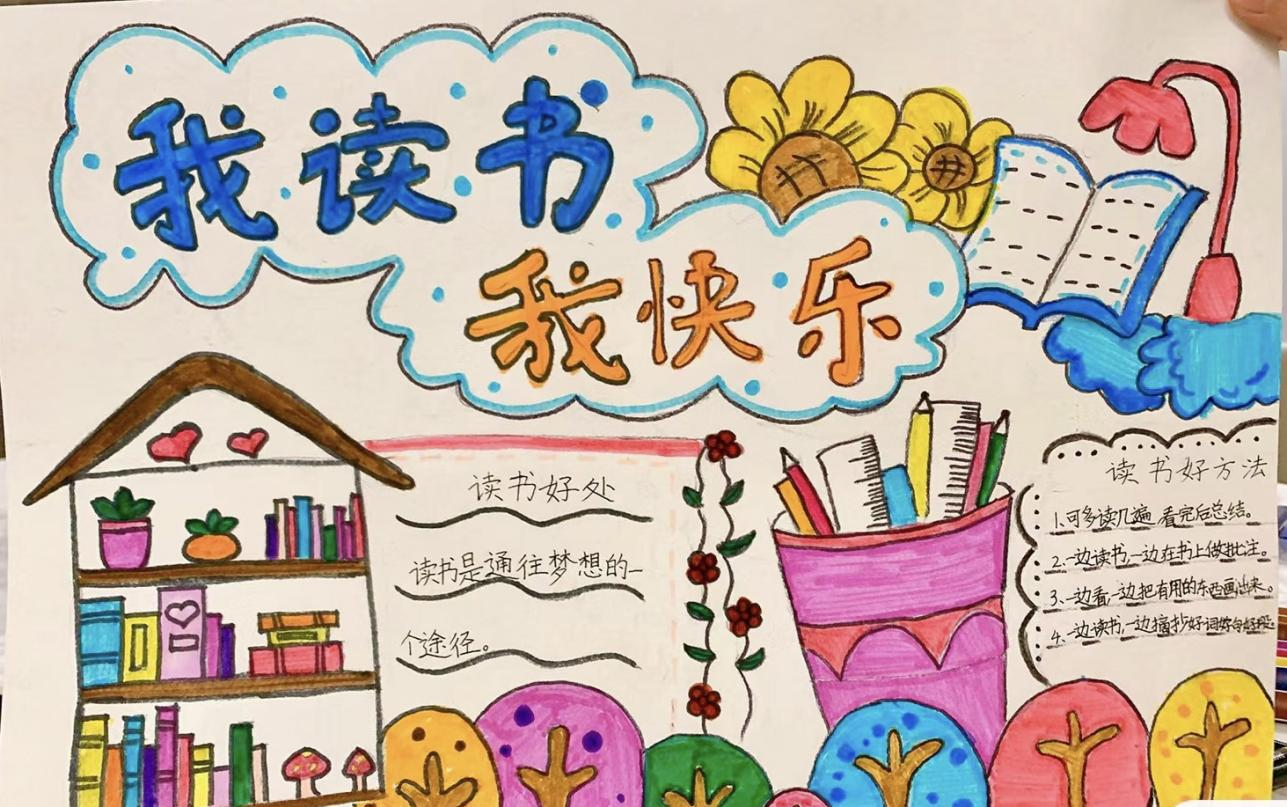 我读书
我快乐
读书好处
读书是通往梦想的一
个途径。
读书好方法
1.可多读几遍 看完后总结。
2.一边读书,一边在书上做批注。
3.一边看,一边把有用的东西画出来。
4.一边读书,一边摘抄好词好句